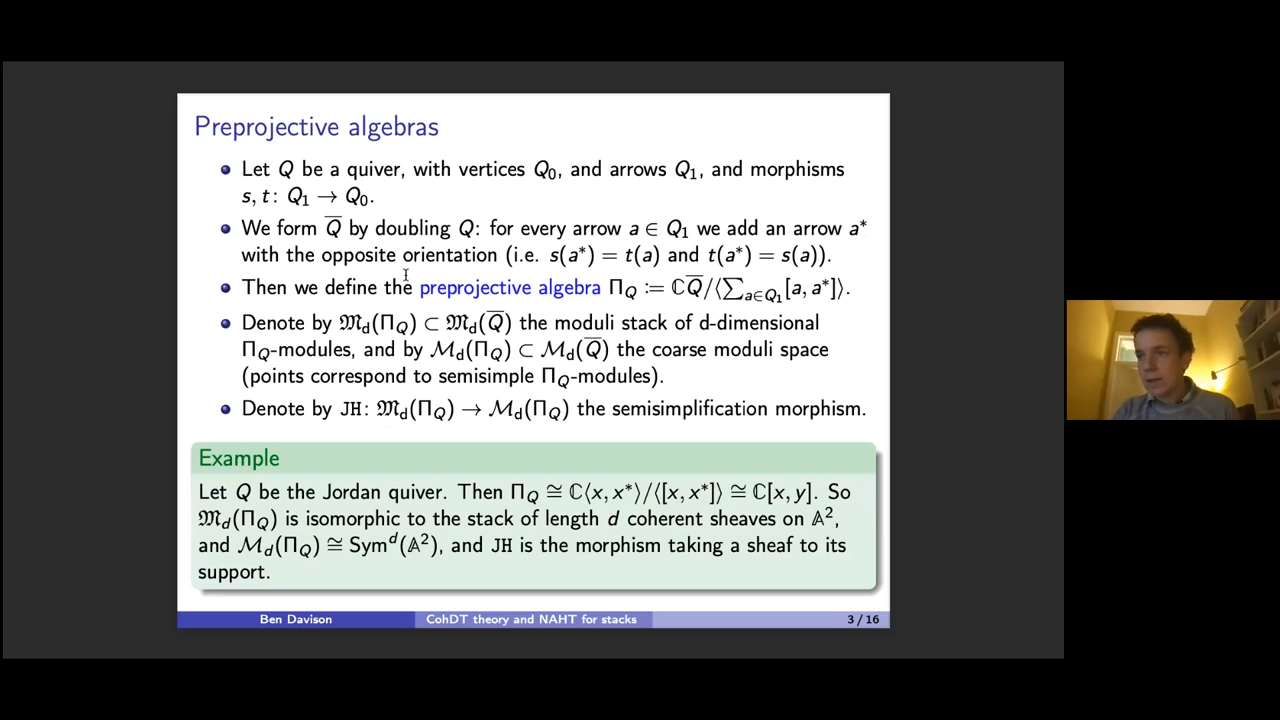 Preprojective algebras
Let Q be a quiver, with vertices Q₀, and arrows Q₁, and morphisms
s, t: Q₁ → Q₀.
We form Q̅ by doubling Q: for every arrow a ∈ Q₁ we add an arrow a*
with the opposite orientation (i.e. s(a*) = t(a) and t(a*) = s(a)).
Then we define the preprojective algebra Π_Q := ℂQ̅/⟨∑_{a∈Q₁}[a, a*]⟩.
Denote by 𝔐_d(Π_Q) ⊂ 𝔐_d(Q̅) the moduli stack of d-dimensional
Π_Q-modules, and by ℳ_d(Π_Q) ⊂ ℳ_d(Q̅) the coarse moduli space
(points correspond to semisimple Π_Q-modules).
Denote by JH: 𝔐_d(Π_Q) → ℳ_d(Π_Q) the semisimplification morphism.
Example
Let Q be the Jordan quiver. Then Π_Q ≅ ℂ⟨x, x*⟩/⟨[x, x*]⟩ ≅ ℂ[x, y]. So
𝔐_d(Π_Q) is isomorphic to the stack of length d coherent sheaves on 𝔸²,
and ℳ_d(Π_Q) ≅ Sym^d(𝔸²), and JH is the morphism taking a sheaf to its
support.
Ben Davison CohDT theory and NAHT for stacks 3 / 16